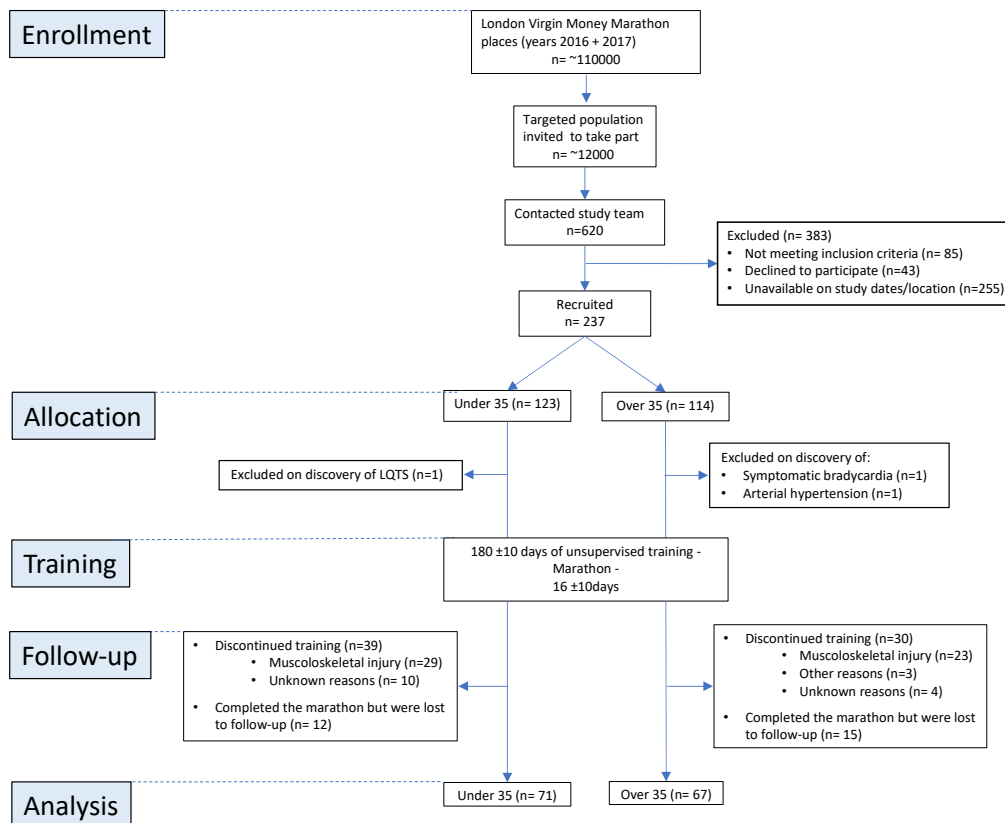 Enrollment
London Virgin Money Marathon
places (years 2016 + 2017)
n= ~110000
Targeted population
invited to take part
n= ~12000
Contacted study team
n=620
Excluded (n= 383)
• Not meeting inclusion criteria (n= 85)
• Declined to participate (n=43)
• Unavailable on study dates/location (n=255)
Recruited
n= 237
Allocation
Under 35 (n= 123)
Over 35 (n= 114)
Excluded on discovery of LQTS (n=1)
Excluded on discovery of:
• Symptomatic bradycardia (n=1)
• Arterial hypertension (n=1)
Training
180 ±10 days of unsupervised training -
Marathon -
16 ±10days
Follow-up
• Discontinued training (n=39)
• Muscoloskeletal injury (n=29)
• Unknown reasons (n= 10)
• Completed the marathon but were lost
to follow-up (n= 12)
• Discontinued training (n=30)
• Muscoloskeletal injury (n=23)
• Other reasons (n=3)
• Unknown reasons (n= 4)
• Completed the marathon but were lost
to follow-up (n= 15)
Analysis
Under 35 (n= 71)
Over 35 (n= 67)